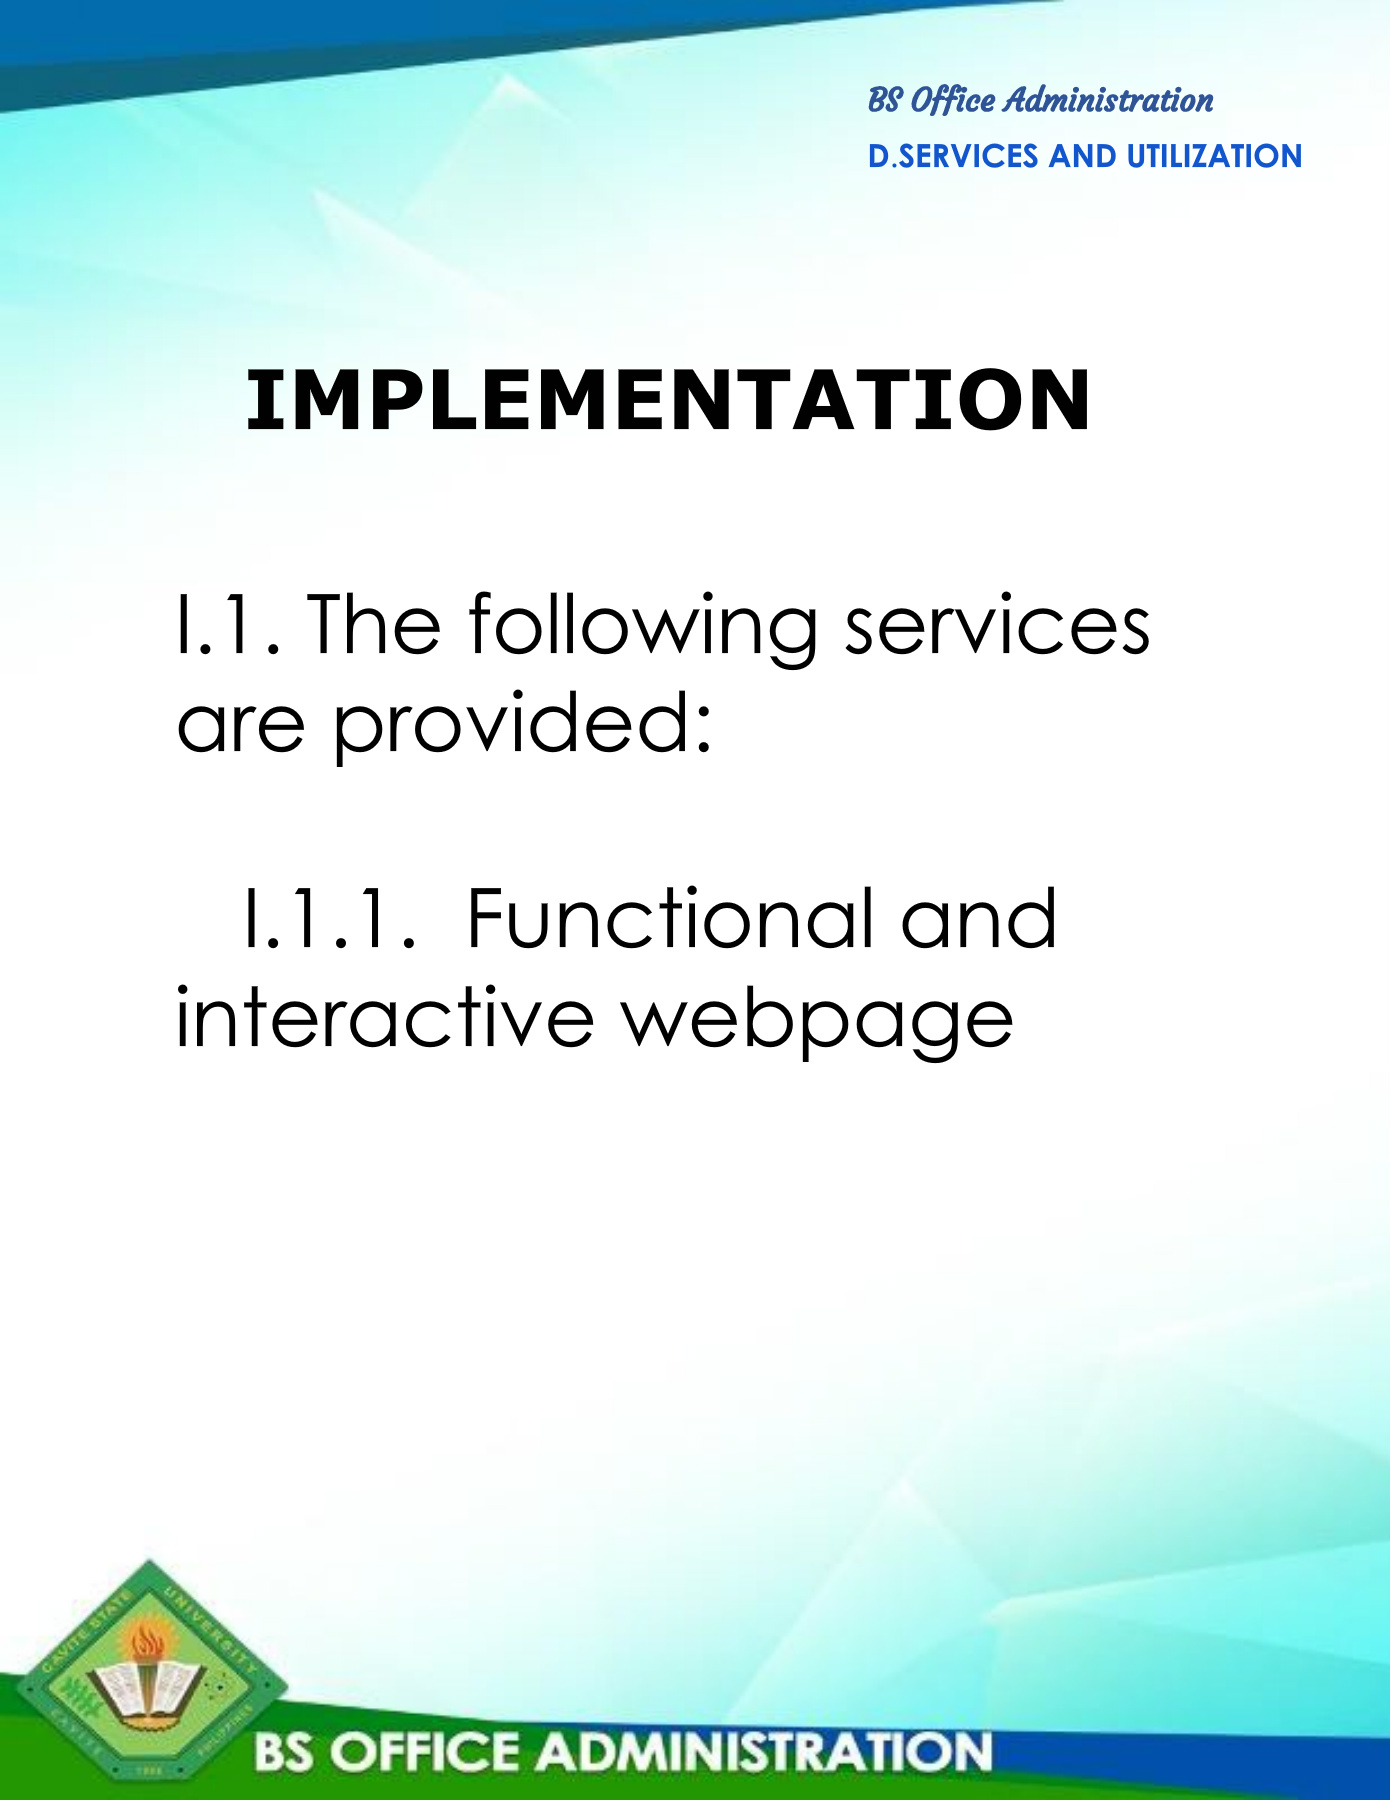 BS Office Administration
D.SERVICES AND UTILIZATION
IMPLEMENTATION
I.1. The following services
are provided:
I.1.1.  Functional and
interactive webpage
CAVITE STATE UNIVERSITY
CAVITE
PHILIPPINES
1906
BS OFFICE ADMINISTRATION